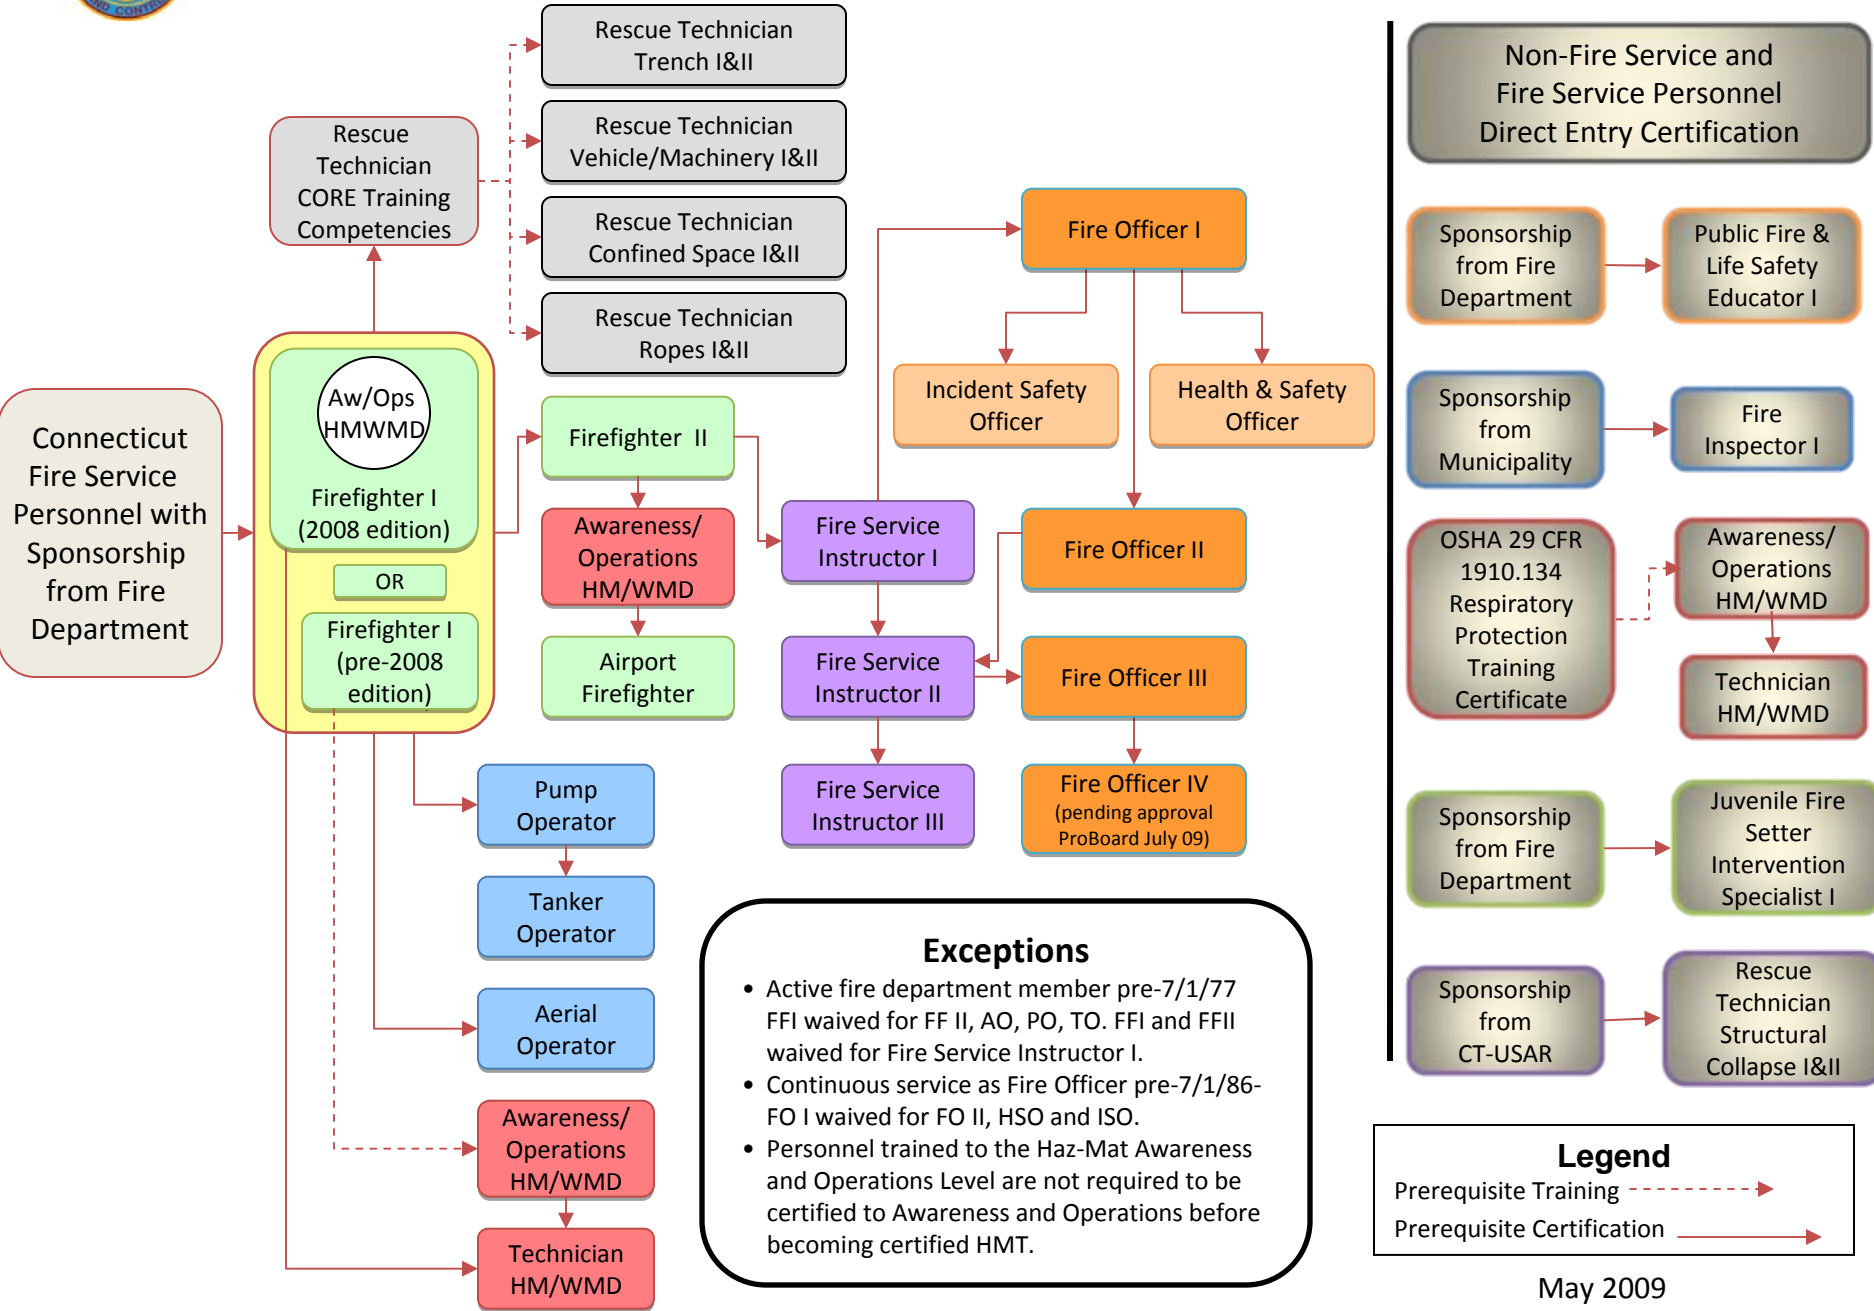 AND CONTROL
Rescue Technician
Trench I&II
Rescue Technician
Vehicle/Machinery I&II
Rescue Technician
Confined Space I&II
Rescue Technician
Ropes I&II
Rescue
Technician
CORE Training
Competencies
Connecticut
Fire Service
Personnel with
Sponsorship
from Fire
Department
Aw/Ops
HMWMD
Firefighter I
(2008 edition)
OR
Firefighter I
(pre-2008
edition)
Firefighter II
Awareness/
Operations
HM/WMD
Airport
Firefighter
Pump
Operator
Tanker
Operator
Aerial
Operator
Awareness/
Operations
HM/WMD
Technician
HM/WMD
Fire Service
Instructor I
Fire Service
Instructor II
Fire Service
Instructor III
Fire Officer I
Incident Safety
Officer
Health & Safety
Officer
Fire Officer II
Fire Officer III
Fire Officer IV
(pending approval
ProBoard July 09)
Exceptions
• Active fire department member pre-7/1/77
FFI waived for FF II, AO, PO, TO. FFI and FFII
waived for Fire Service Instructor I.
• Continuous service as Fire Officer pre-7/1/86-
FO I waived for FO II, HSO and ISO.
• Personnel trained to the Haz-Mat Awareness
and Operations Level are not required to be
certified to Awareness and Operations before
becoming certified HMT.
Non-Fire Service and
Fire Service Personnel
Direct Entry Certification
Sponsorship
from Fire
Department
Public Fire &
Life Safety
Educator I
Sponsorship
from
Municipality
Fire
Inspector I
OSHA 29 CFR
1910.134
Respiratory
Protection
Training
Certificate
Awareness/
Operations
HM/WMD
Technician
HM/WMD
Sponsorship
from Fire
Department
Juvenile Fire
Setter
Intervention
Specialist I
Sponsorship
from
CT-USAR
Rescue
Technician
Structural
Collapse I&II
Legend
Prerequisite Training
Prerequisite Certification
May 2009